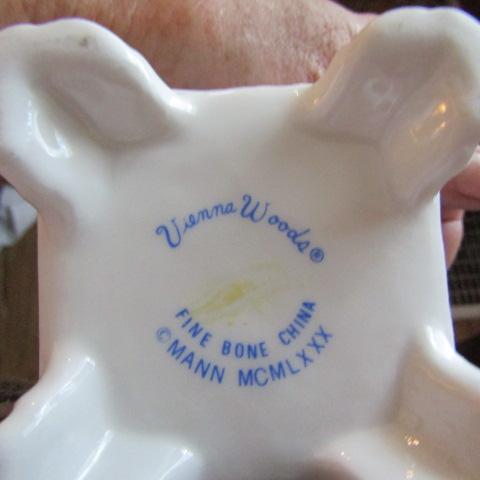 Vienna Woods®
FINE BONE CHINA
©MANN MCMLXXX